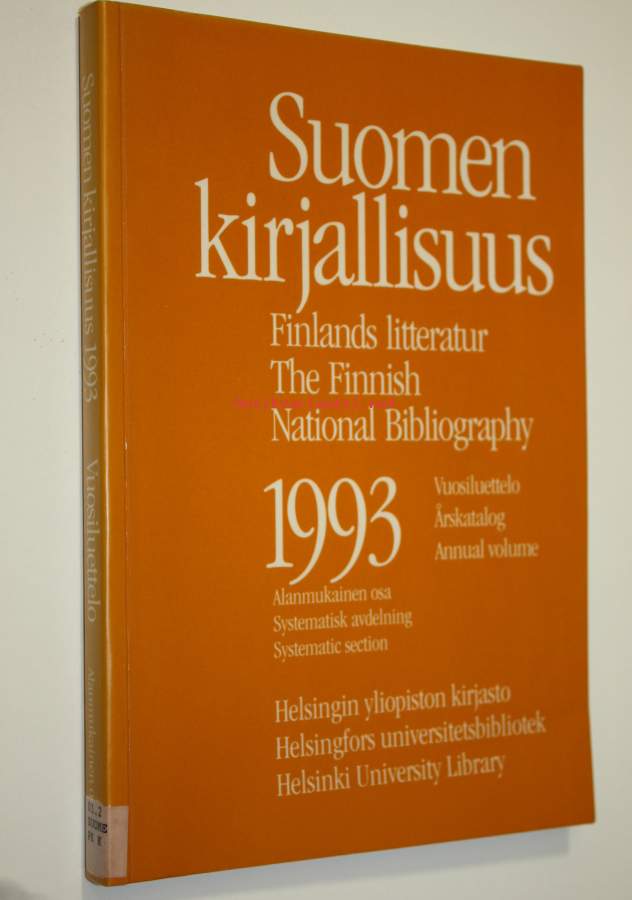 Suomen
kirjallisuus
Finlands litteratur
The Finnish
National Bibliography
1993
Vuosiluettelo
Årskatalog
Annual volume
Alanmukainen osa
Systematisk avdelning
Systematic section
Helsingin yliopiston kirjasto
Helsingfors universitetsbibliotek
Helsinki University Library
Suomen kirjallisuus 1993 Vuosiluettelo Alanmukainen